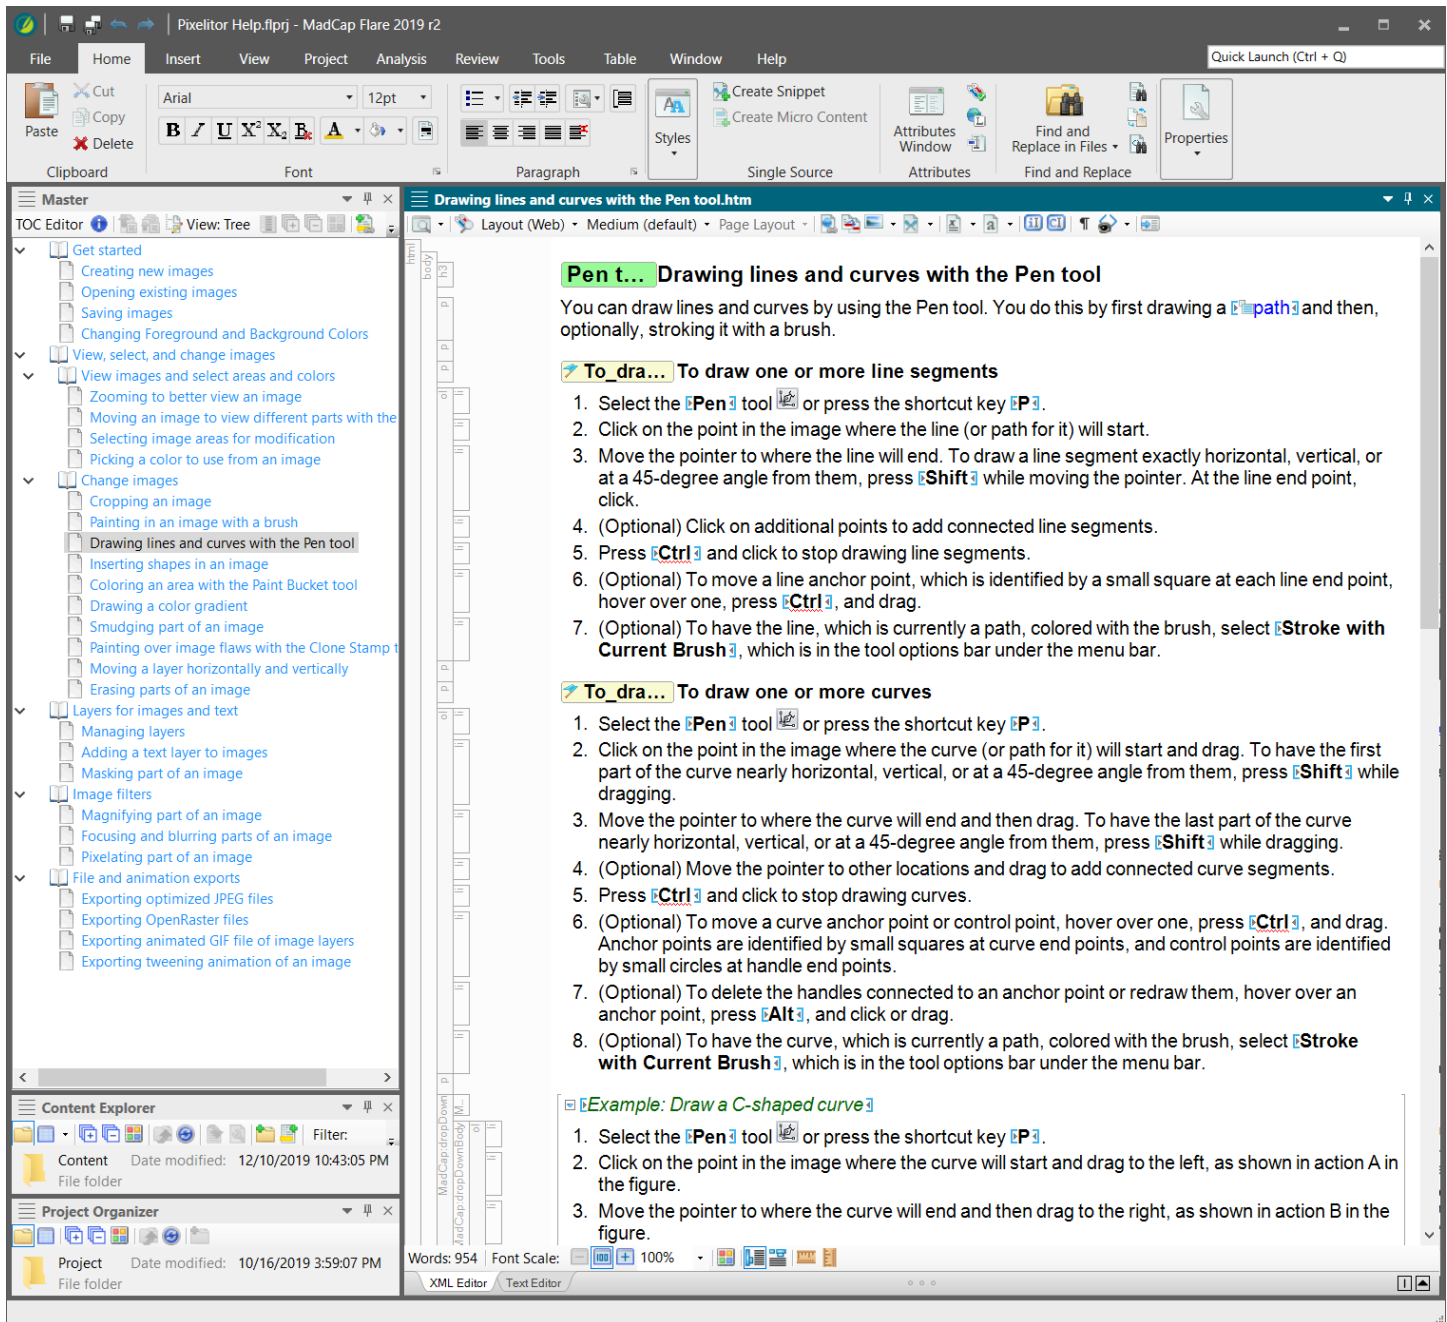 Pixelitor Help.flprj - MadCap Flare 2019 r2
File Home Insert View Project Analysis Review Tools Table Window Help Quick Launch (Ctrl + Q)
Paste
Cut
Copy
Delete
Clipboard
Arial 12pt
B I U X² X₂ B A
Font
Paragraph
Styles
Create Snippet
Create Micro Content
Single Source
Attributes Window
Attributes
Find and Replace in Files
Find and Replace
Properties
Master
TOC Editor View: Tree
Get started
Creating new images
Opening existing images
Saving images
Changing Foreground and Background Colors
View, select, and change images
View images and select areas and colors
Zooming to better view an image
Moving an image to view different parts with the
Selecting image areas for modification
Picking a color to use from an image
Change images
Cropping an image
Painting in an image with a brush
Drawing lines and curves with the Pen tool
Inserting shapes in an image
Coloring an area with the Paint Bucket tool
Drawing a color gradient
Smudging part of an image
Painting over image flaws with the Clone Stamp t
Moving a layer horizontally and vertically
Erasing parts of an image
Layers for images and text
Managing layers
Adding a text layer to images
Masking part of an image
Image filters
Magnifying part of an image
Focusing and blurring parts of an image
Pixelating part of an image
File and animation exports
Exporting optimized JPEG files
Exporting OpenRaster files
Exporting animated GIF file of image layers
Exporting tweening animation of an image
Content Explorer
Filter:
Content Date modified: 12/10/2019 10:43:05 PM
File folder
Project Organizer
Project Date modified: 10/16/2019 3:59:07 PM
File folder
Drawing lines and curves with the Pen tool.htm
Layout (Web) Medium (default) Page Layout
html
body
h3
p
p
p
ol
li
p
p
ol
li
p
MadCap:dropDown
M...
MadCap:dropDownBody
ol
li
Pen t... Drawing lines and curves with the Pen tool
You can draw lines and curves by using the Pen tool. You do this by first drawing a path and then,
optionally, stroking it with a brush.
To_dra... To draw one or more line segments
1. Select the Pen tool or press the shortcut key P.
2. Click on the point in the image where the line (or path for it) will start.
3. Move the pointer to where the line will end. To draw a line segment exactly horizontal, vertical, or
at a 45-degree angle from them, press Shift while moving the pointer. At the line end point,
click.
4. (Optional) Click on additional points to add connected line segments.
5. Press Ctrl and click to stop drawing line segments.
6. (Optional) To move a line anchor point, which is identified by a small square at each line end point,
hover over one, press Ctrl, and drag.
7. (Optional) To have the line, which is currently a path, colored with the brush, select Stroke with
Current Brush, which is in the tool options bar under the menu bar.
To_dra... To draw one or more curves
1. Select the Pen tool or press the shortcut key P.
2. Click on the point in the image where the curve (or path for it) will start and drag. To have the first
part of the curve nearly horizontal, vertical, or at a 45-degree angle from them, press Shift while
dragging.
3. Move the pointer to where the curve will end and then drag. To have the last part of the curve
nearly horizontal, vertical, or at a 45-degree angle from them, press Shift while dragging.
4. (Optional) Move the pointer to other locations and drag to add connected curve segments.
5. Press Ctrl and click to stop drawing curves.
6. (Optional) To move a curve anchor point or control point, hover over one, press Ctrl, and drag.
Anchor points are identified by small squares at curve end points, and control points are identified
by small circles at handle end points.
7. (Optional) To delete the handles connected to an anchor point or redraw them, hover over an
anchor point, press Alt, and click or drag.
8. (Optional) To have the curve, which is currently a path, colored with the brush, select Stroke
with Current Brush, which is in the tool options bar under the menu bar.
Example: Draw a C-shaped curve
1. Select the Pen tool or press the shortcut key P.
2. Click on the point in the image where the curve will start and drag to the left, as shown in action A in
the figure.
3. Move the pointer to where the curve will end and then drag to the right, as shown in action B in the
figure.
Words: 954 Font Scale: 100%
XML Editor Text Editor